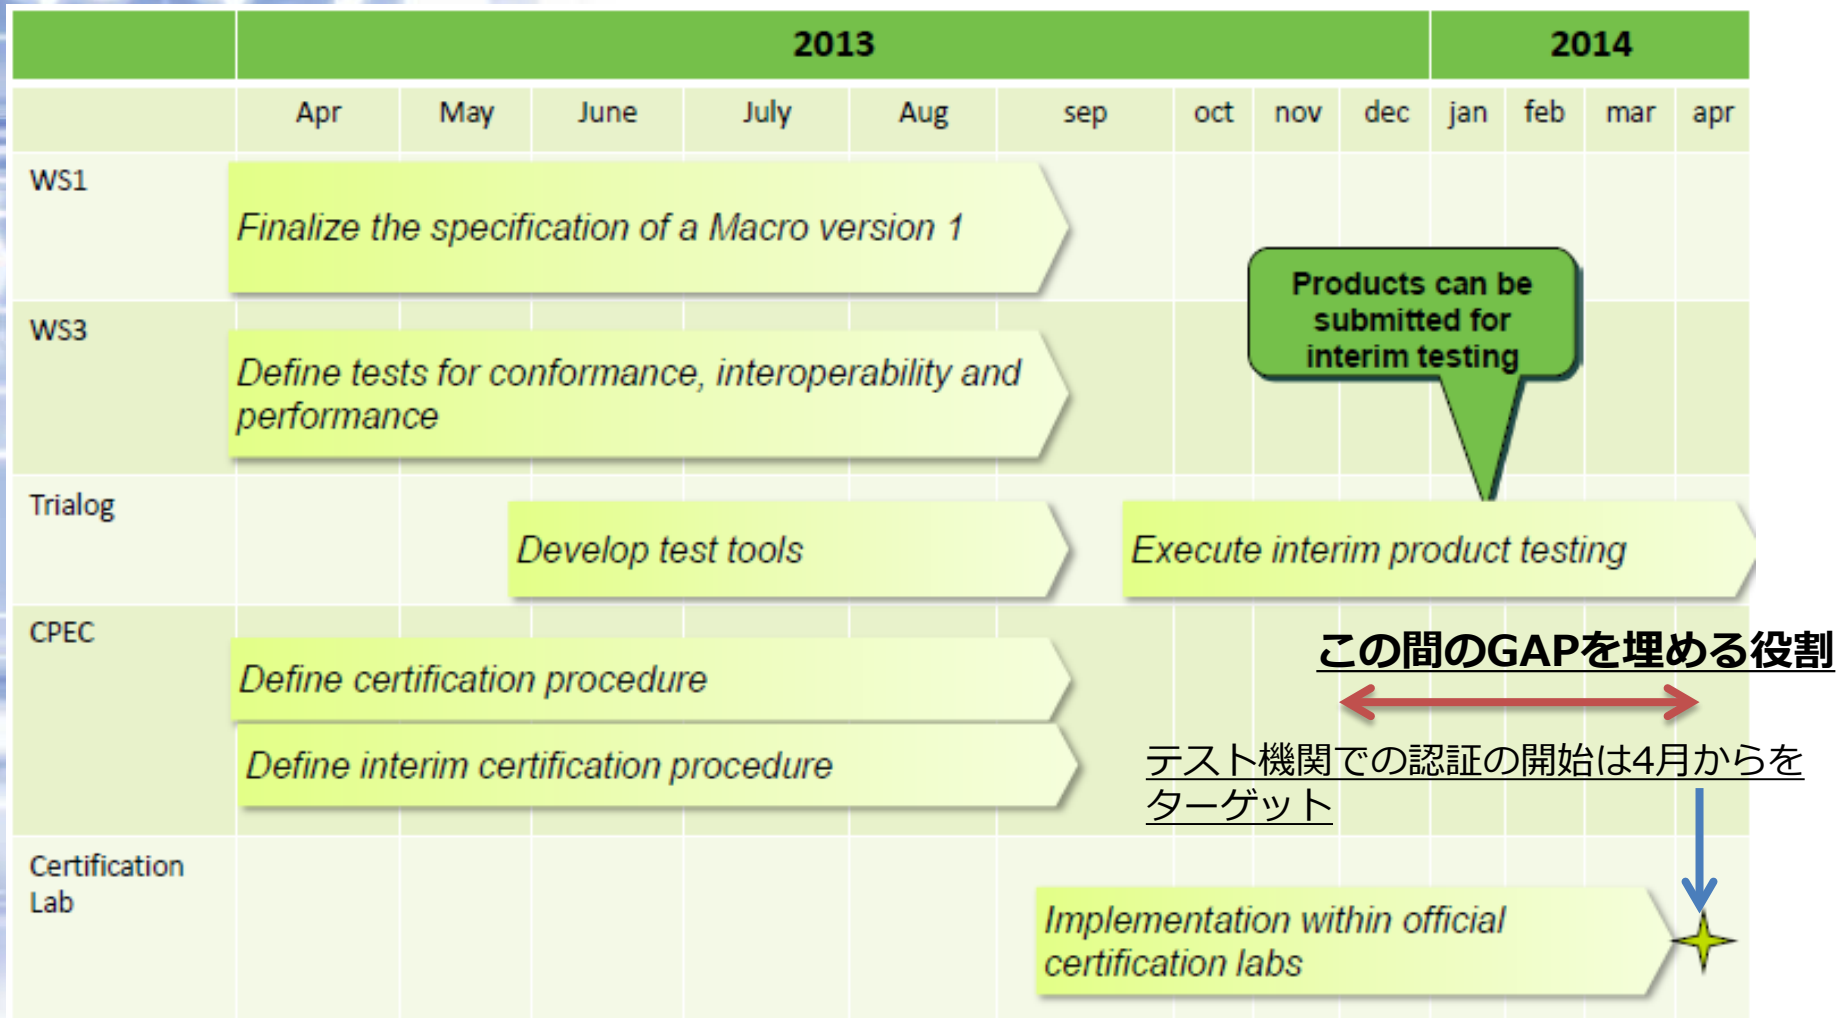 2013
2014
Apr
May
June
July
Aug
sep
oct
nov
dec
jan
feb
mar
apr
WS1
Finalize the specification of a Macro version 1
Products can be
submitted for
interim testing
WS3
Define tests for conformance, interoperability and
performance
Trialog
Develop test tools
Execute interim product testing
CPEC
Define certification procedure
Define interim certification procedure
この間のGAPを埋める役割
テスト機関での認証の開始は4月からを
ターゲット
Certification
Lab
Implementation within official
certification labs